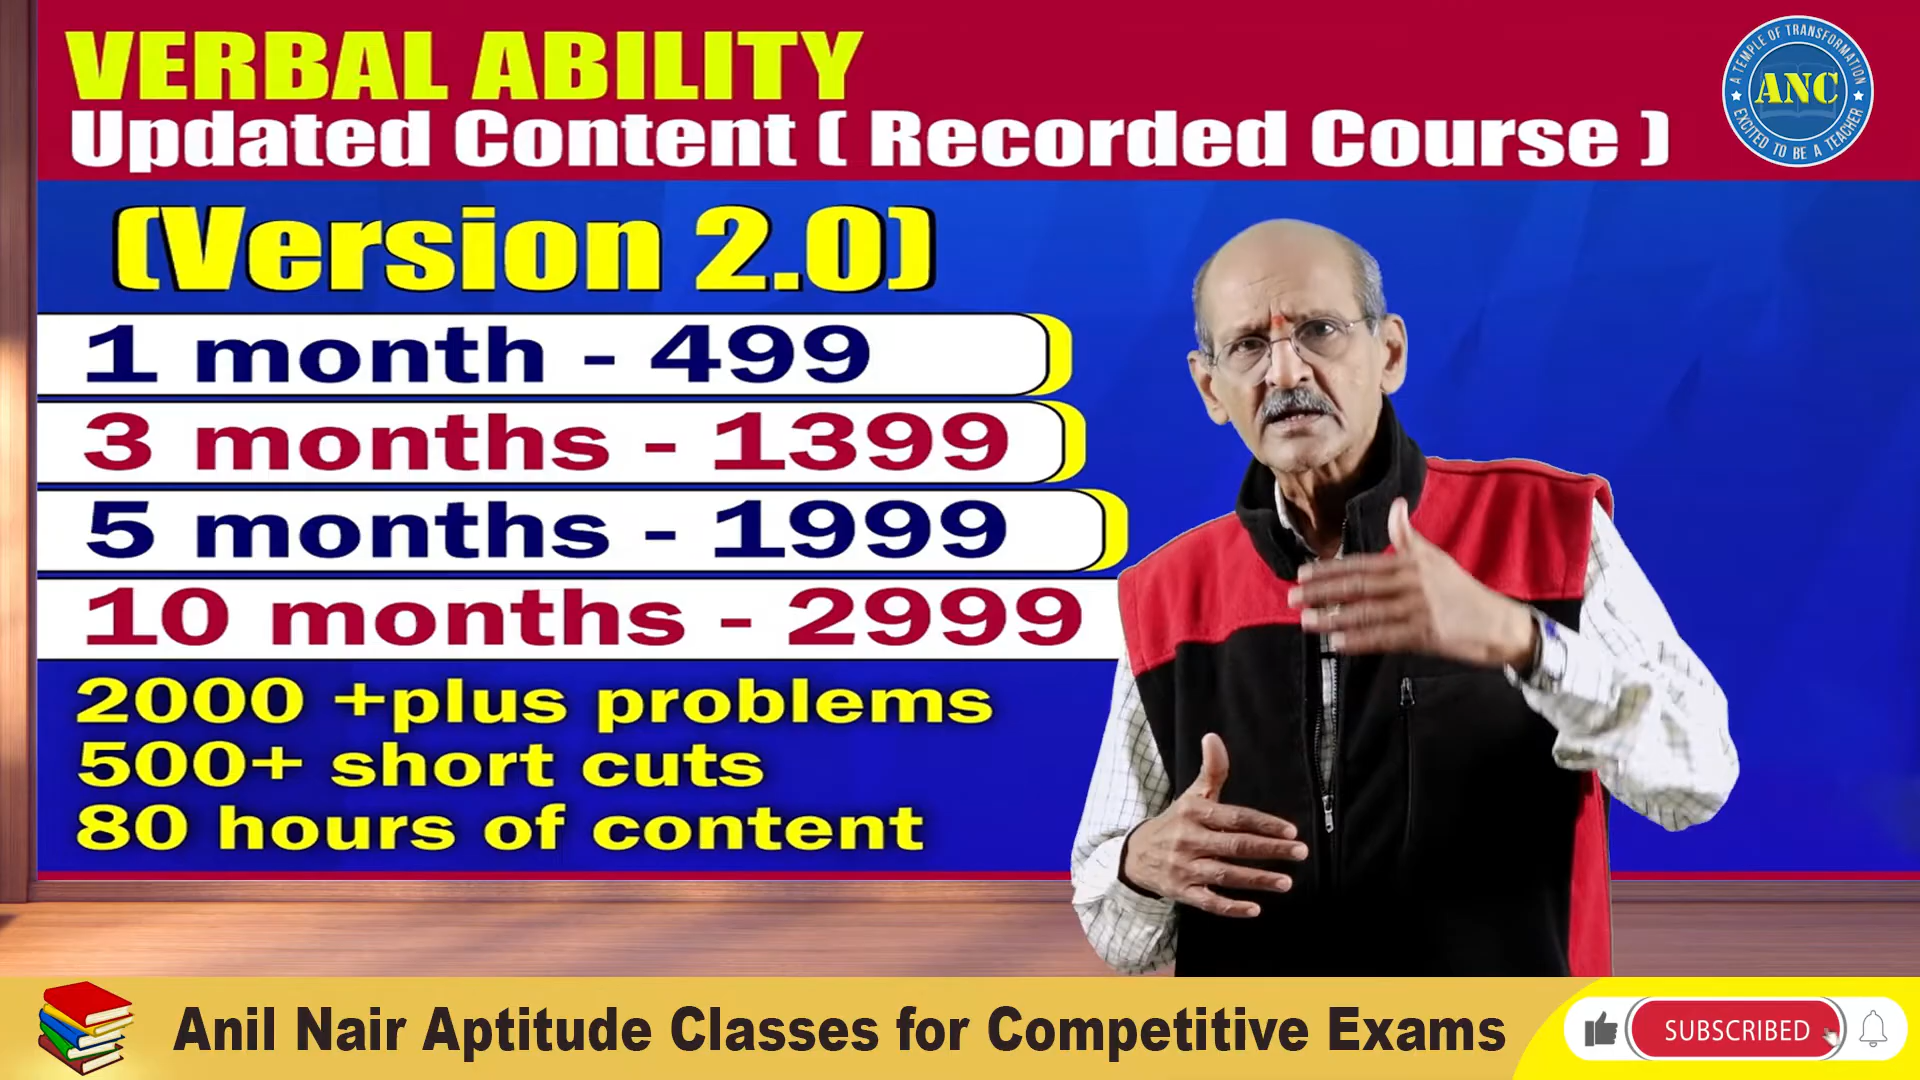 VERBAL ABILITY
Updated Content ( Recorded Course )
A TEMPLE OF TRANSFORMATION
ANC
EXCITED TO BE A TEACHER
(Version 2.0)
1 month - 499
3 months - 1399
5 months - 1999
10 months - 2999
2000 +plus problems
500+ short cuts
80 hours of content
Anil Nair Aptitude Classes for Competitive Exams
SUBSCRIBED